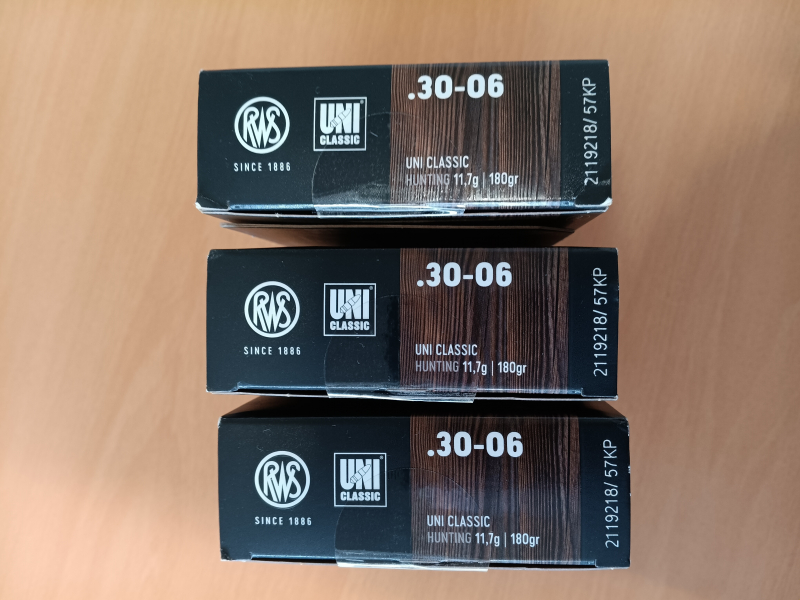 .30-06
RWS
UNI
CLASSIC
SINCE 1886
UNI CLASSIC
HUNTING 11,7g | 180gr
2119218/ 57KP
.30-06
RWS
UNI
CLASSIC
SINCE 1886
UNI CLASSIC
HUNTING 11,7g | 180gr
2119218/ 57KP
.30-06
RWS
UNI
CLASSIC
SINCE 1886
UNI CLASSIC
HUNTING 11,7g | 180gr
2119218/ 57KP